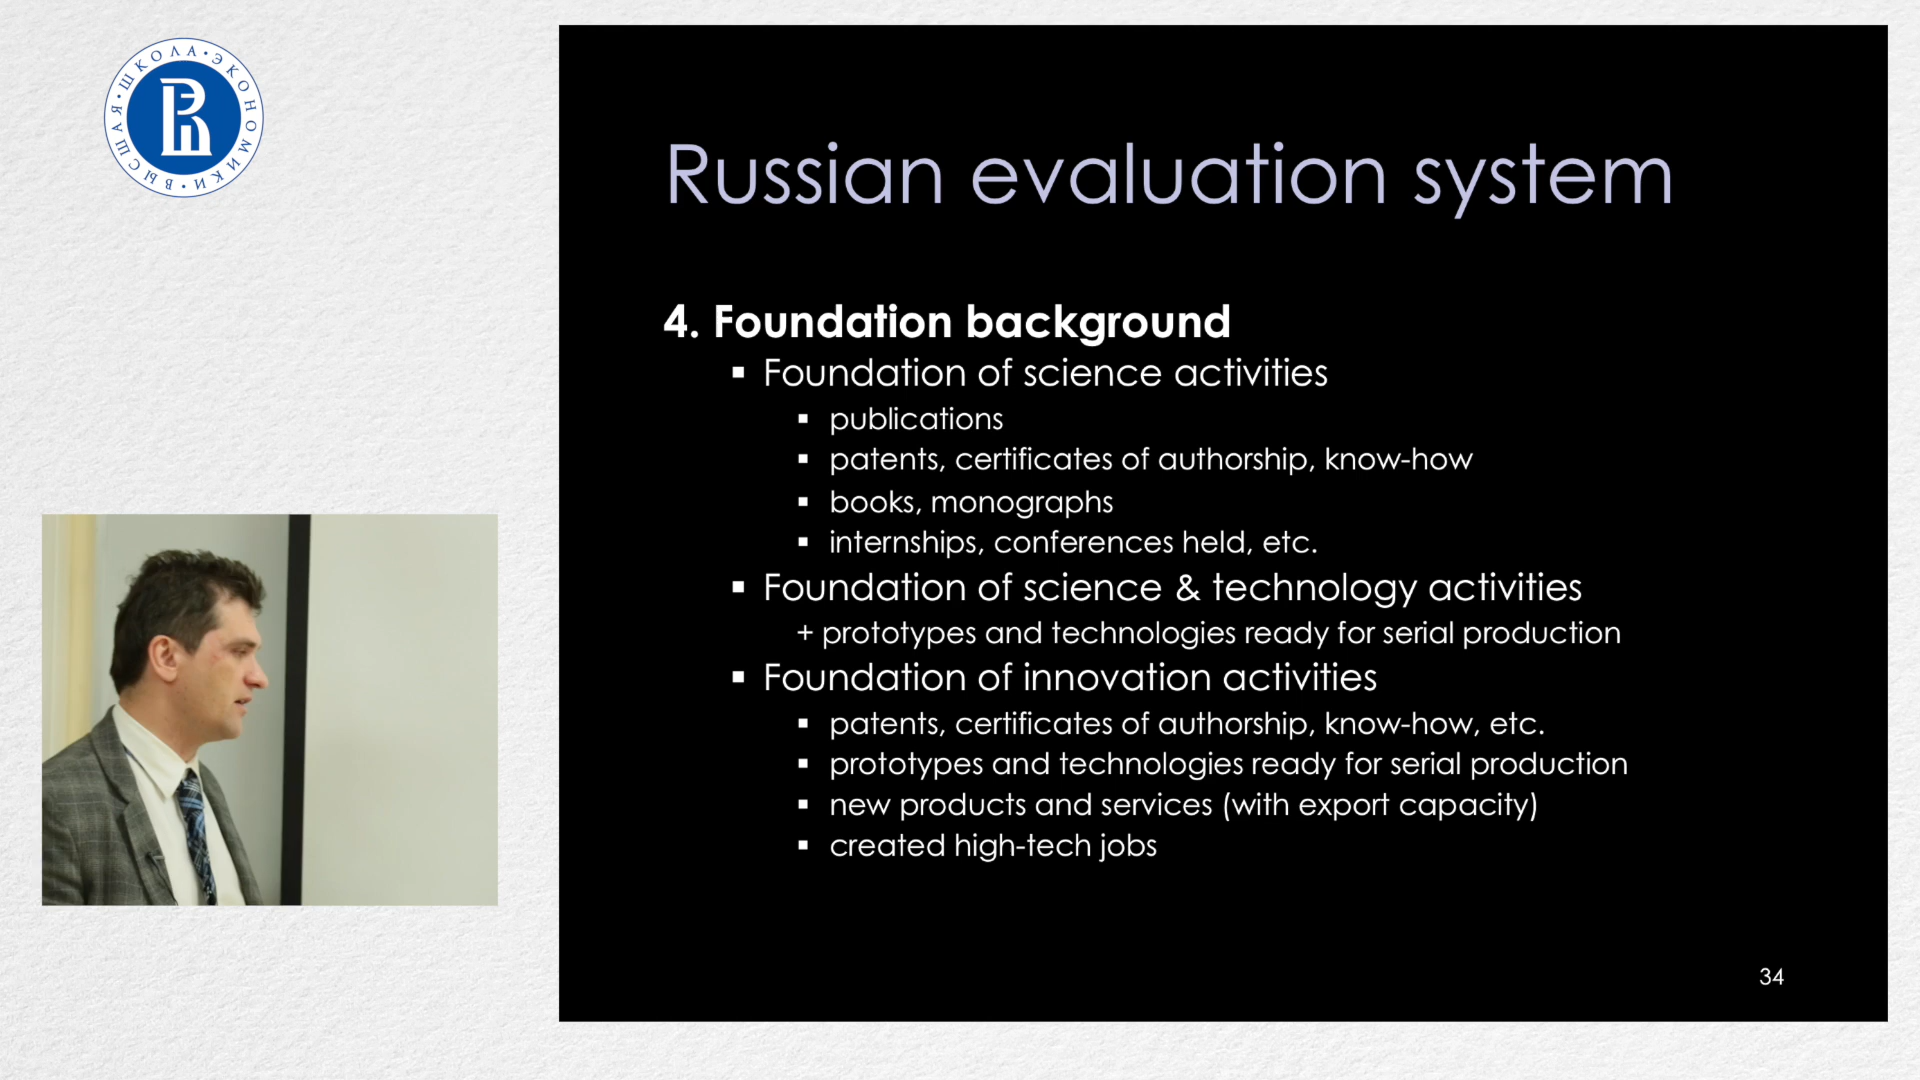 ВЫСШАЯ • ШКОЛА • ЭКОНОМИКИ •
Russian evaluation system
4. Foundation background
▪ Foundation of science activities
▪ publications
▪ patents, certificates of authorship, know-how
▪ books, monographs
▪ internships, conferences held, etc.
▪ Foundation of science & technology activities
+ prototypes and technologies ready for serial production
▪ Foundation of innovation activities
▪ patents, certificates of authorship, know-how, etc.
▪ prototypes and technologies ready for serial production
▪ new products and services (with export capacity)
▪ created high-tech jobs
34